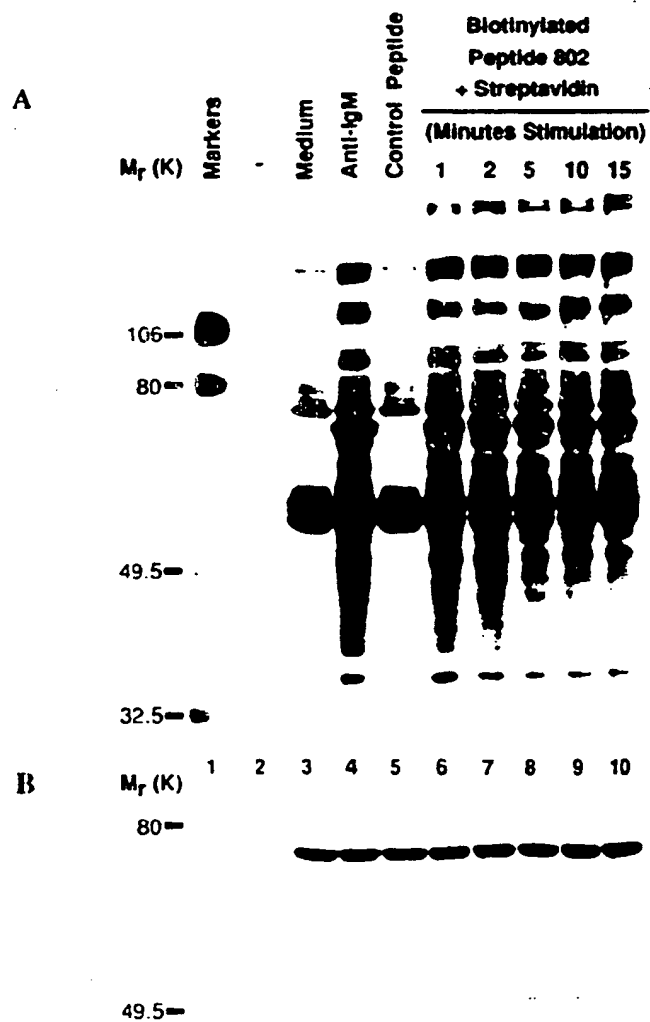 Biotinylated
Peptide 802
+ Streptavidin
A
Markers
-
Medium
Anti-IgM
Control Peptide
(Minutes Stimulation)
Mr (K) 1 2 5 10 15
106
80
49.5
32.5
B
Mr (K) 1 2 3 4 5 6 7 8 9 10
80
49.5